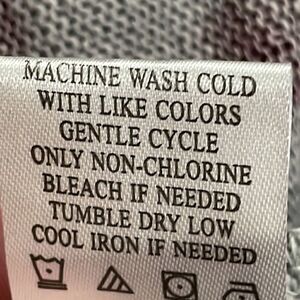 MACHINE WASH COLD
WITH LIKE COLORS
GENTLE CYCLE
ONLY NON-CHLORINE
BLEACH IF NEEDED
TUMBLE DRY LOW
COOL IRON IF NEEDED